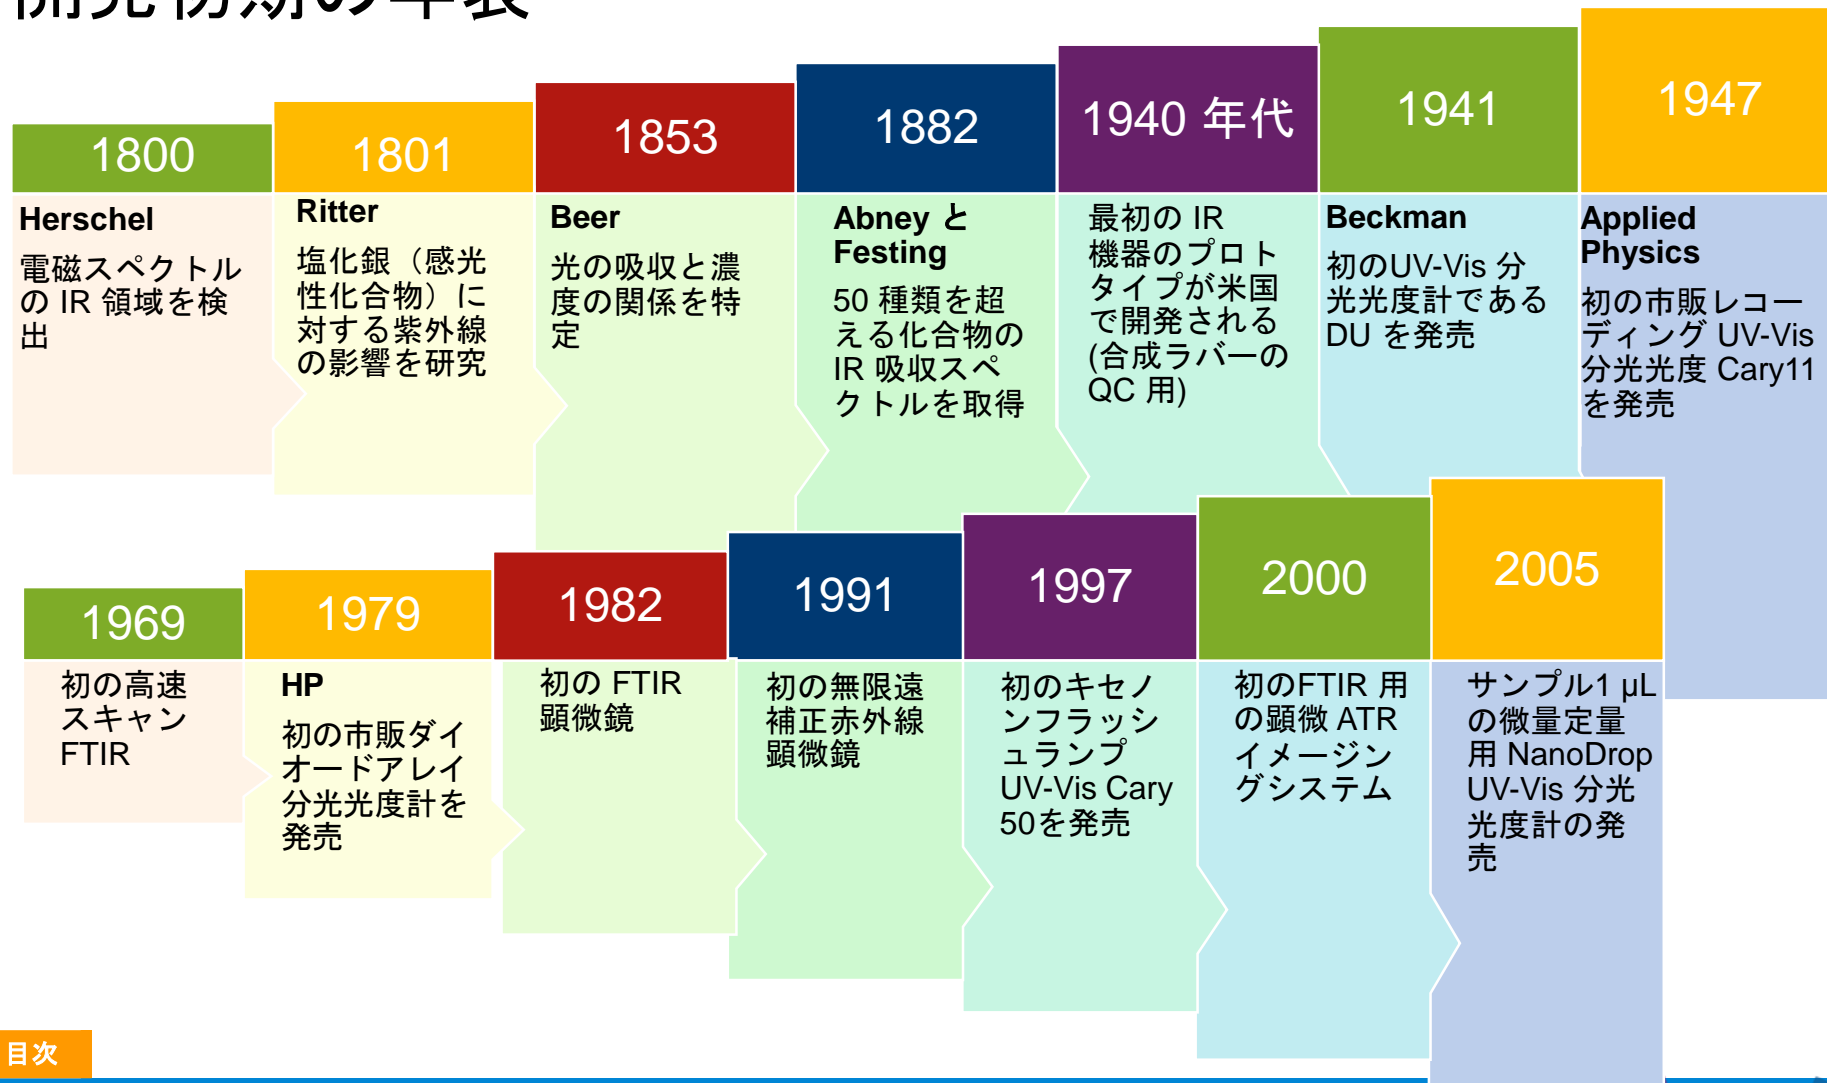 開発初期の年表
1800
Herschel
電磁スペクトル
の IR 領域を検
出
1801
Ritter
塩化銀（感光
性化合物）に
対する紫外線
の影響を研究
1853
Beer
光の吸収と濃
度の関係を特
定
1882
Abney と
Festing
50 種類を超
える化合物の
IR 吸収スペ
クトルを取得
1940 年代
最初の IR
機器のプロト
タイプが米国
で開発される
(合成ラバーの
QC 用)
1941
Beckman
初のUV-Vis 分
光光度計である
DU を発売
1947
Applied
Physics
初の市販レコー
ディング UV-Vis
分光光度 Cary11
を発売
1969
初の高速
スキャン
FTIR
1979
HP
初の市販ダイ
オードアレイ
分光光度計を
発売
1982
初の FTIR
顕微鏡
1991
初の無限遠
補正赤外線
顕微鏡
1997
初のキセノ
ンフラッシ
ュランプ
UV-Vis Cary
50を発売
2000
初のFTIR 用
の顕微 ATR
イメージン
グシステム
2005
サンプル1 μL
の微量定量
用 NanoDrop
UV-Vis 分光
光度計の発
売
目次